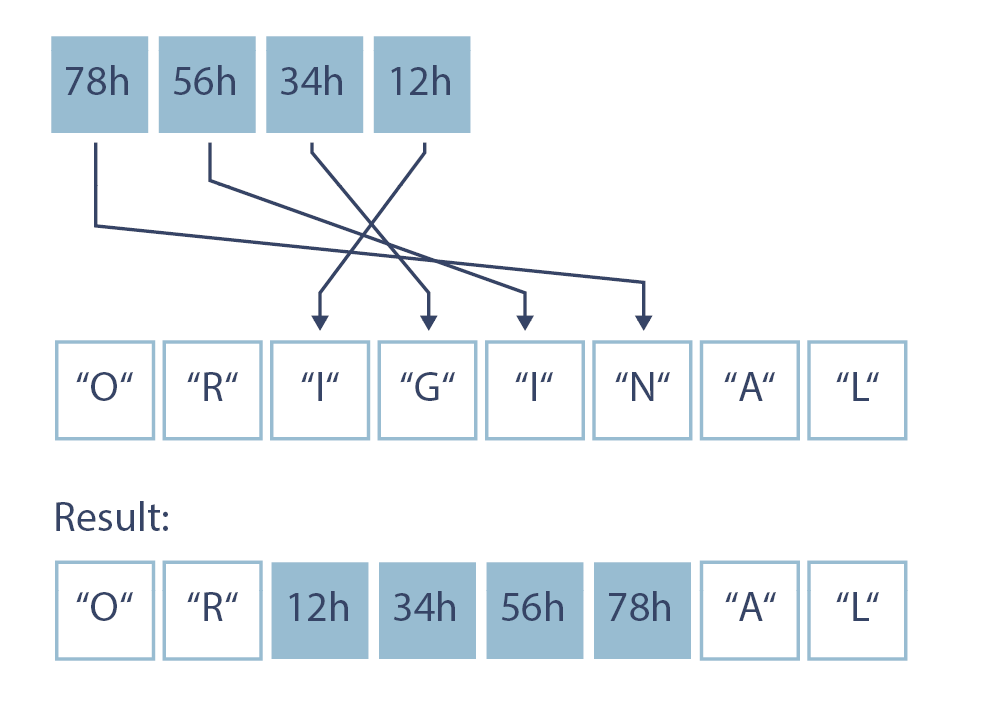 78h 56h 34h 12h
“O“ “R“ “I“ “G“ “I“ “N“ “A“ “L“
Result:
“O“ “R“ 12h 34h 56h 78h “A“ “L“